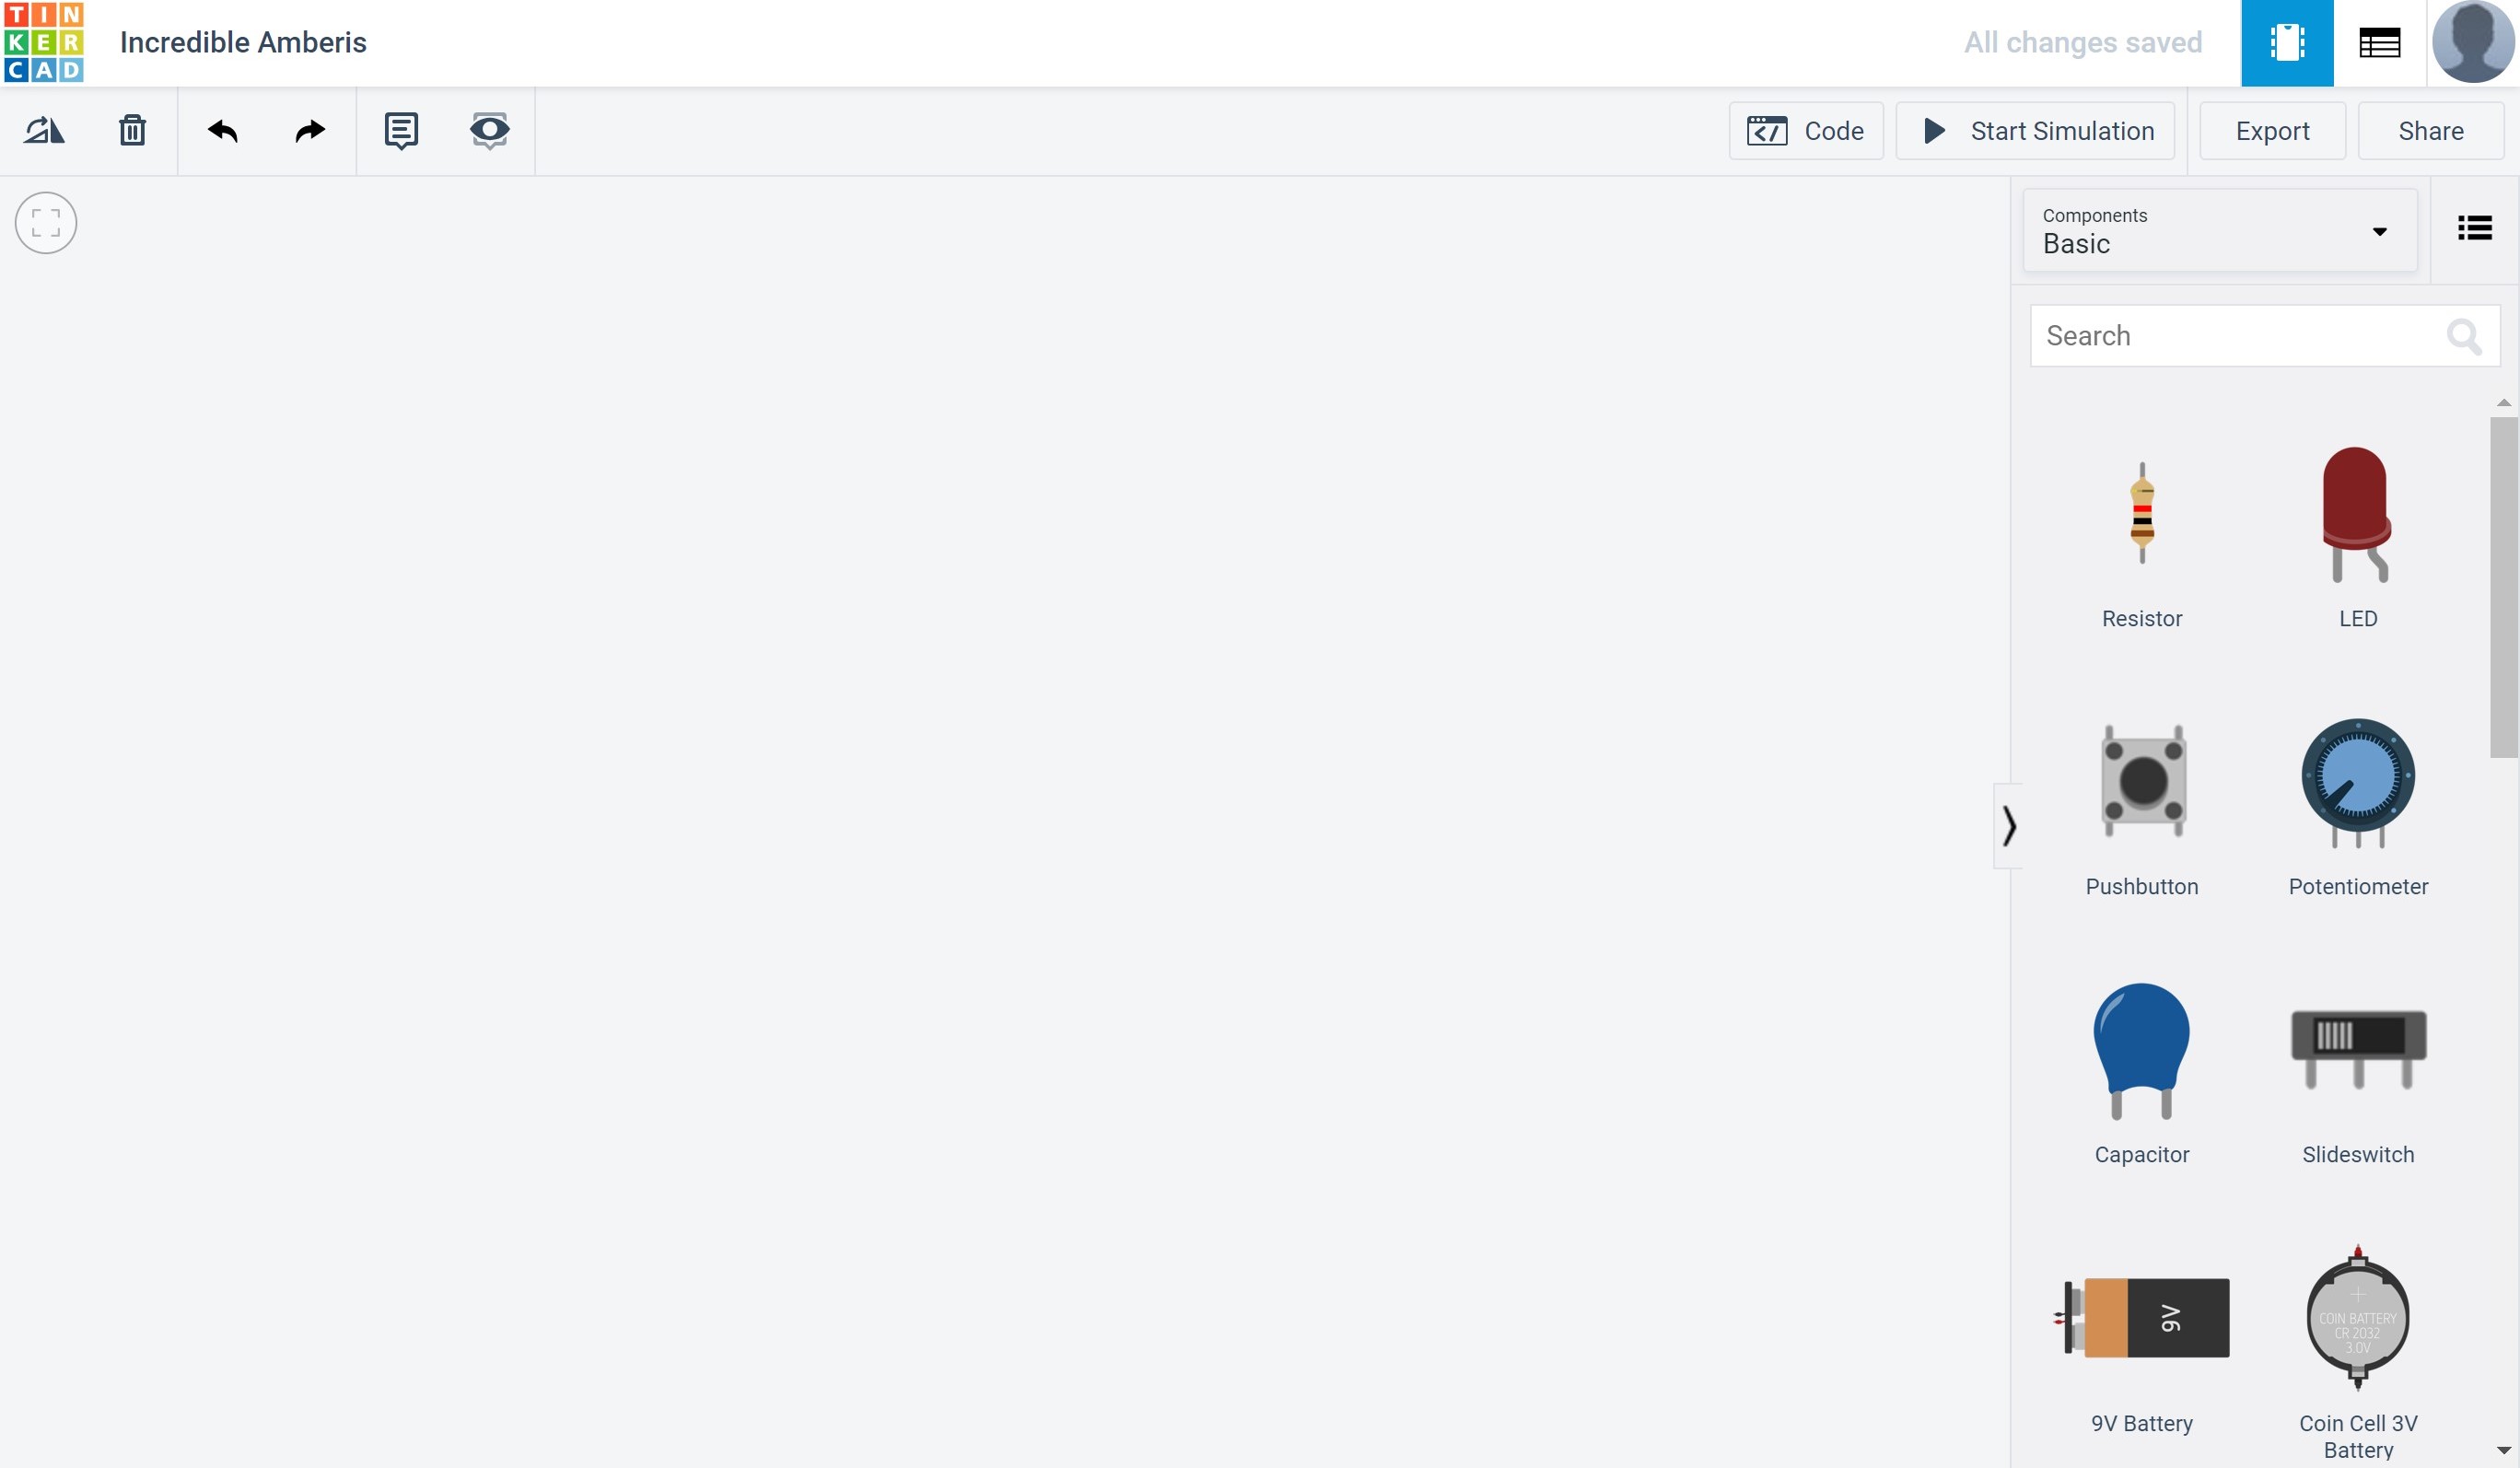 TIN
KER
CAD
Incredible Amberis
All changes saved
Code
Start Simulation
Export
Share
Components
Basic
Search
Resistor
LED
Pushbutton
Potentiometer
Capacitor
Slideswitch
9V
COIN BATTERY
CR 2032
3.0V
9V Battery
Coin Cell 3V
Battery